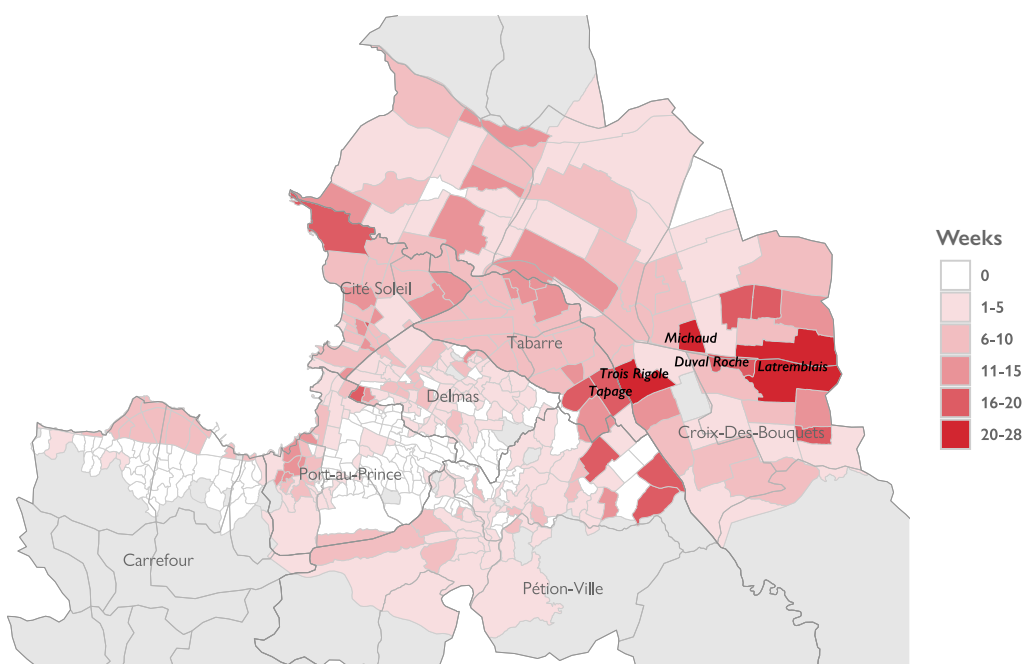 Weeks
0
1-5
6-10
11-15
16-20
20-28
Cité Soleil
Tabarre
Michaud
Duval Roche
Latremblais
Trois Rigole
Tapage
Delmas
Croix-Des-Bouquets
Port-au-Prince
Carrefour
Pétion-Ville